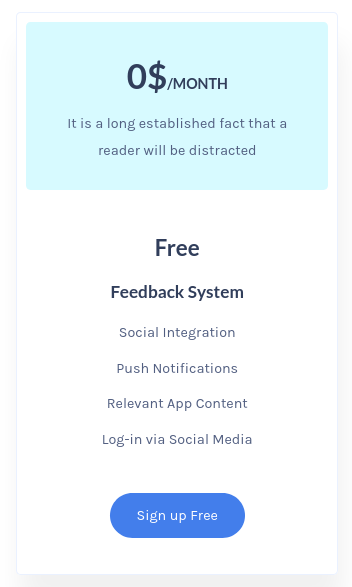 0$/MONTH
It is a long established fact that a
reader will be distracted
Free
Feedback System
Social Integration
Push Notifications
Relevant App Content
Log-in via Social Media
Sign up Free